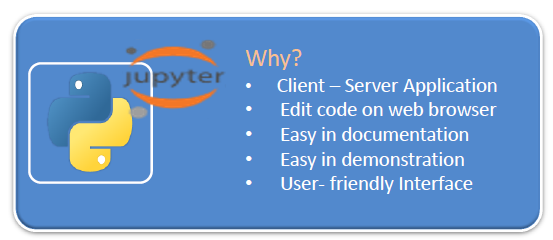 jupyter
Why?
• Client – Server Application
• Edit code on web browser
• Easy in documentation
• Easy in demonstration
• User- friendly Interface